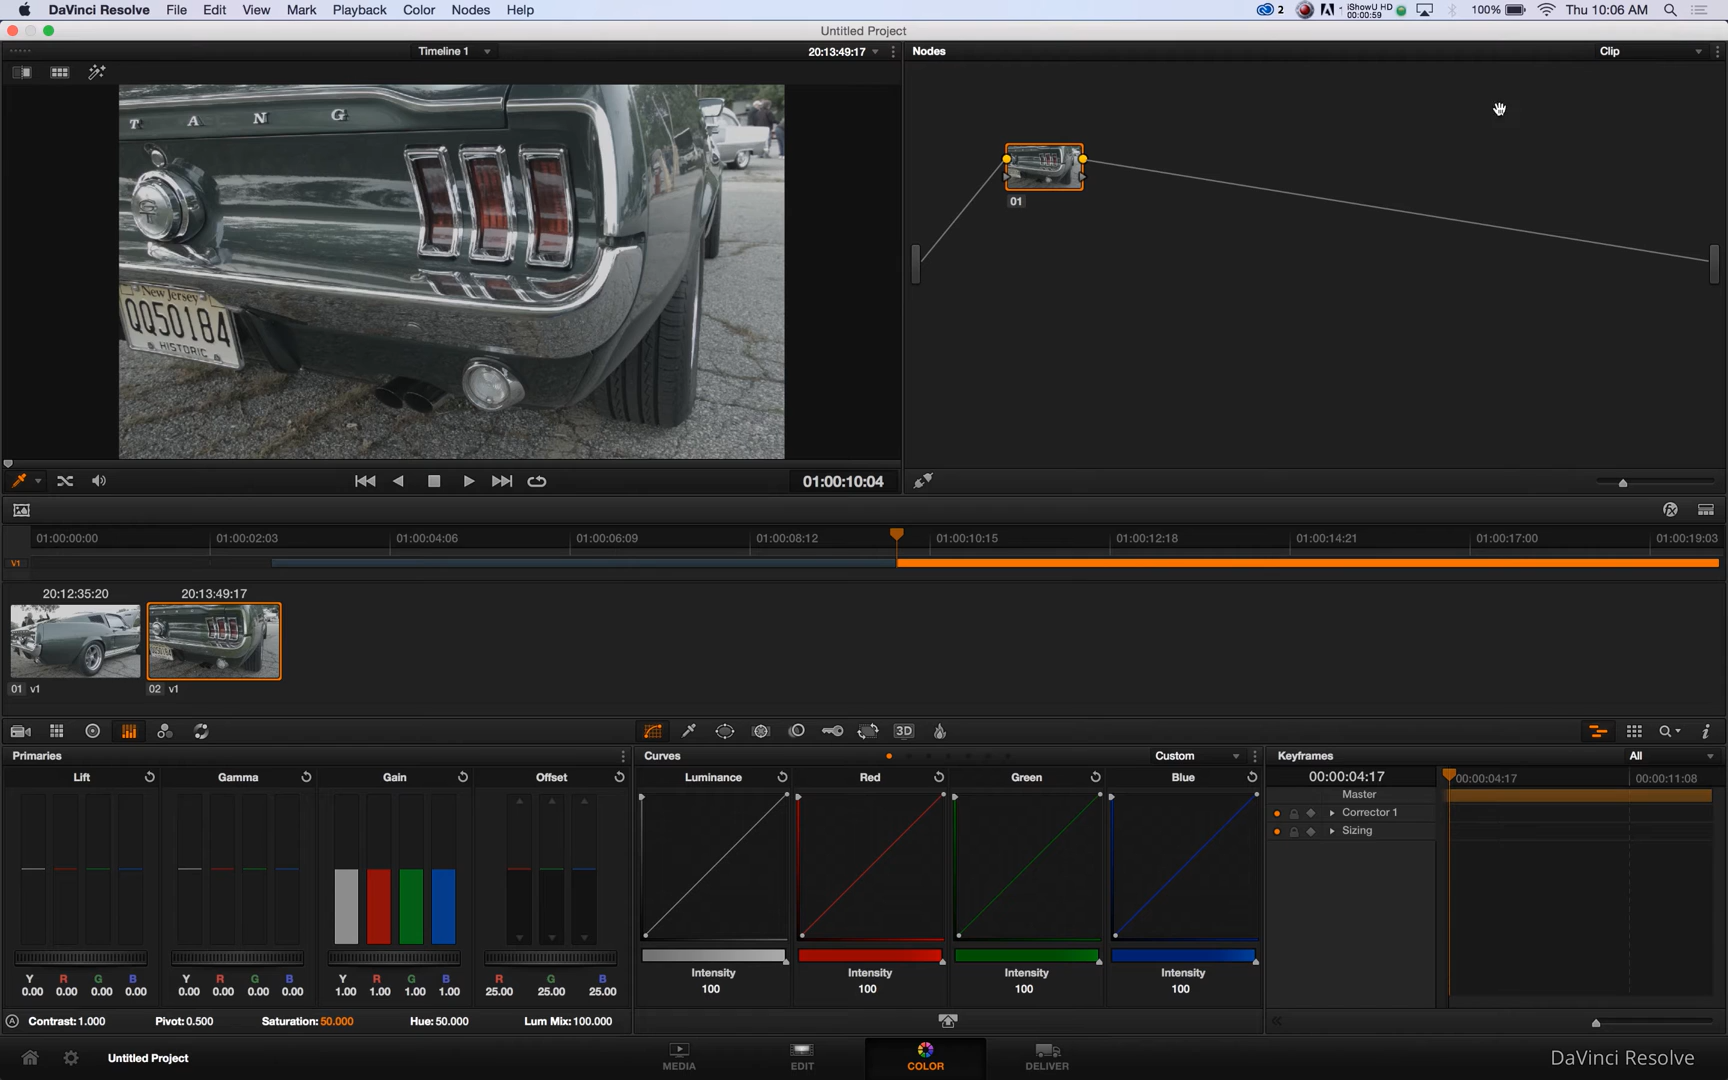 DaVinci Resolve File Edit View Mark Playback Color Nodes Help
2 iShowU HD 00:00:59 100% Thu 10:06 AM
Untitled Project
Timeline 1 20:13:49:17 Nodes Clip
T A N G
New Jersey
QQ50184
HISTORIC
01
01:00:10:04
01:00:00:00 01:00:02:03 01:00:04:06 01:00:06:09 01:00:08:12 01:00:10:15 01:00:12:18 01:00:14:21 01:00:17:00 01:00:19:03
V1
20:12:35:20 20:13:49:17
01 v1 02 v1
3D
Primaries Curves Custom Keyframes All
Lift Gamma Gain Offset Luminance Red Green Blue 00:00:04:17 00:00:04:17 00:00:11:08
Master
Corrector 1
Sizing
Y R G B Y R G B Y R G B R G B Intensity Intensity Intensity Intensity
0.00 0.00 0.00 0.00 0.00 0.00 0.00 0.00 1.00 1.00 1.00 1.00 25.00 25.00 25.00 100 100 100 100
A Contrast:1.000 Pivot:0.500 Saturation:50.000 Hue:50.000 Lum Mix:100.000
Untitled Project MEDIA EDIT COLOR DELIVER DaVinci Resolve